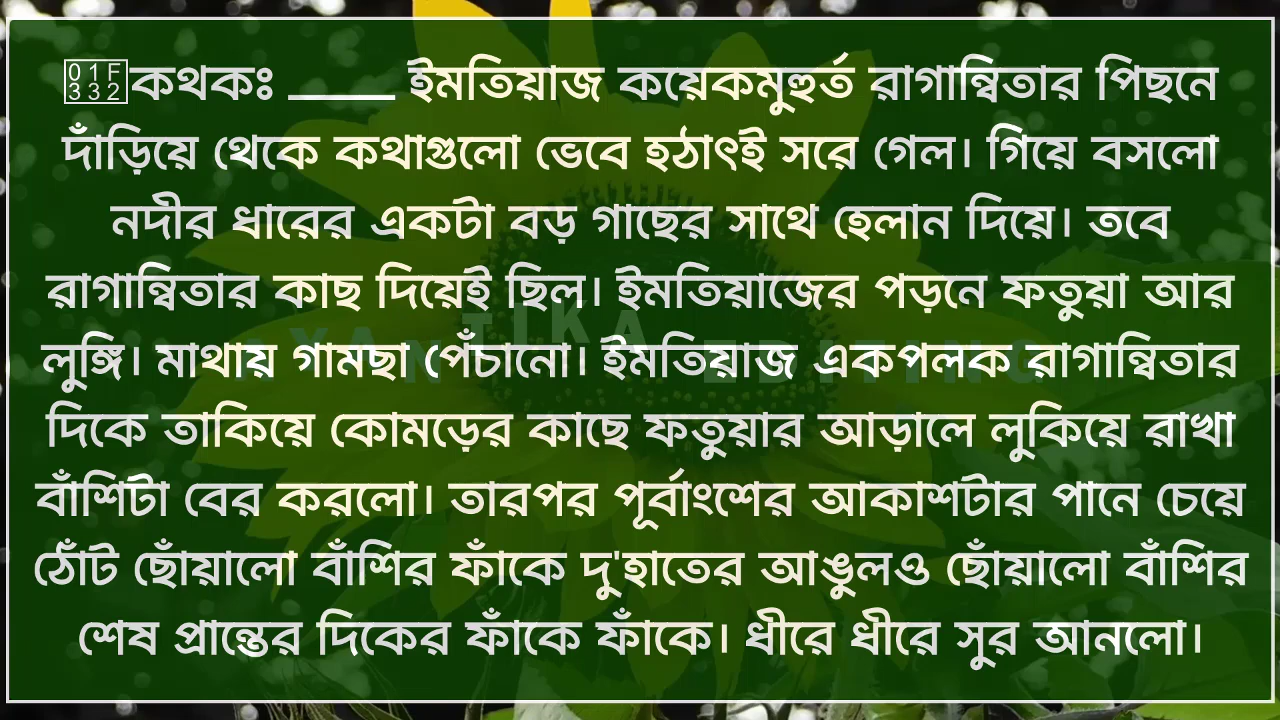 কথকঃ _____ ইমতিয়াজ কয়েকমুহুর্ত রাগান্বিতার পিছনে
দাঁড়িয়ে থেকে কথাগুলো ভেবে হঠাৎই সরে গেল। গিয়ে বসলো
নদীর ধারের একটা বড় গাছের সাথে হেলান দিয়ে। তবে
রাগান্বিতার কাছ দিয়েই ছিল। ইমতিয়াজের পড়নে ফতুয়া আর
লুঙ্গি। মাথায় গামছা পেঁচানো। ইমতিয়াজ একপলক রাগান্বিতার
দিকে তাকিয়ে কোমড়ের কাছে ফতুয়ার আড়ালে লুকিয়ে রাখা
বাঁশিটা বের করলো। তারপর পূর্বাংশের আকাশটার পানে চেয়ে
ঠোঁট ছোঁয়ালো বাঁশির ফাঁকে দু'হাতের আঙুলও ছোঁয়ালো বাঁশির
শেষ প্রান্তের দিকের ফাঁকে ফাঁকে। ধীরে ধীরে সুর আনলো।